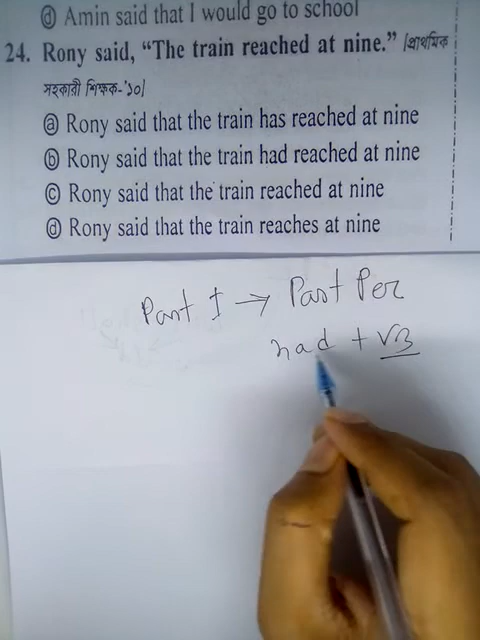 ⓓ Amin said that I would go to school
24. Rony said, “The train reached at nine.” [প্রাথমিক
সহকারী শিক্ষক-'১০]
ⓐ Rony said that the train has reached at nine
ⓑ Rony said that the train had reached at nine
ⓒ Rony said that the train reached at nine
ⓓ Rony said that the train reaches at nine
Past I → Past Per
had + V3